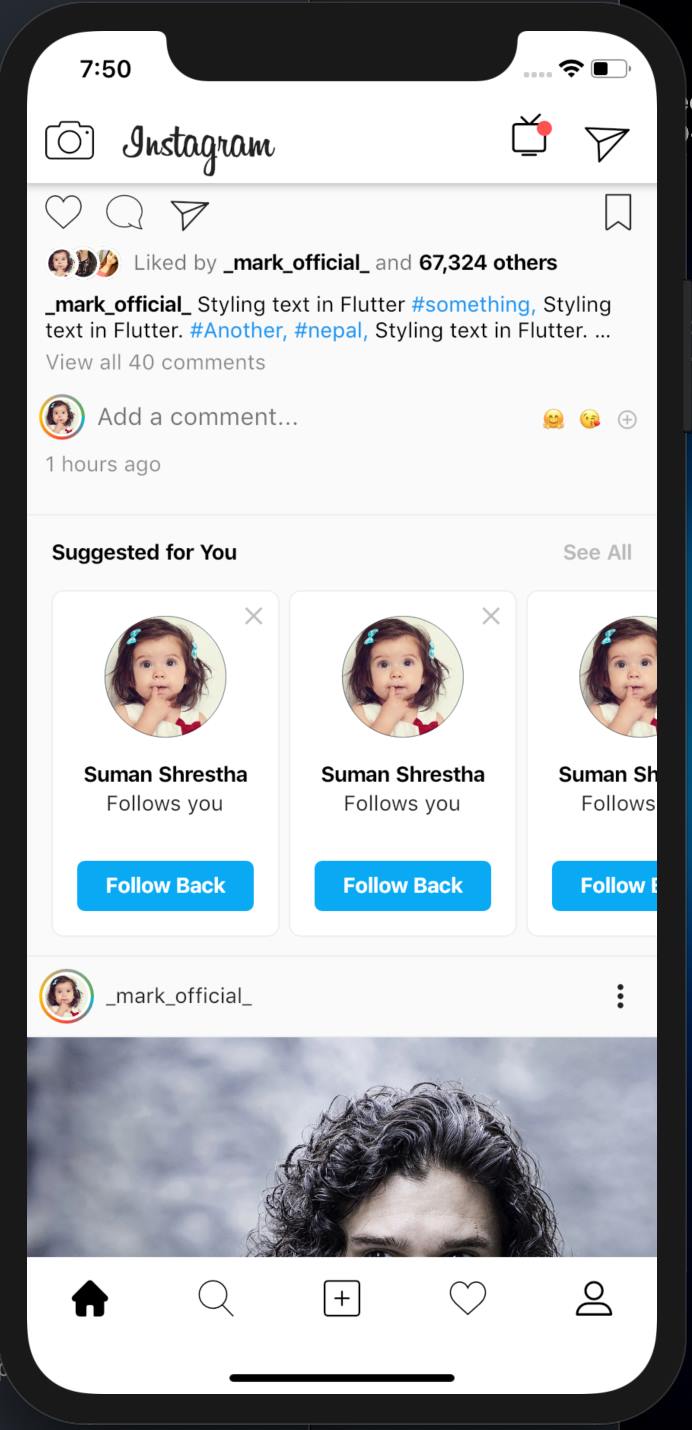 7:50
Instagram
Liked by _mark_official_ and 67,324 others
_mark_official_ Styling text in Flutter #something, Styling
text in Flutter. #Another, #nepal, Styling text in Flutter. ...
View all 40 comments
Add a comment...
1 hours ago
Suggested for You
See All
Suman Shrestha
Follows you
Follow Back
Suman Shrestha
Follows you
Follow Back
Suman Sh
Follows
Follow
_mark_official_